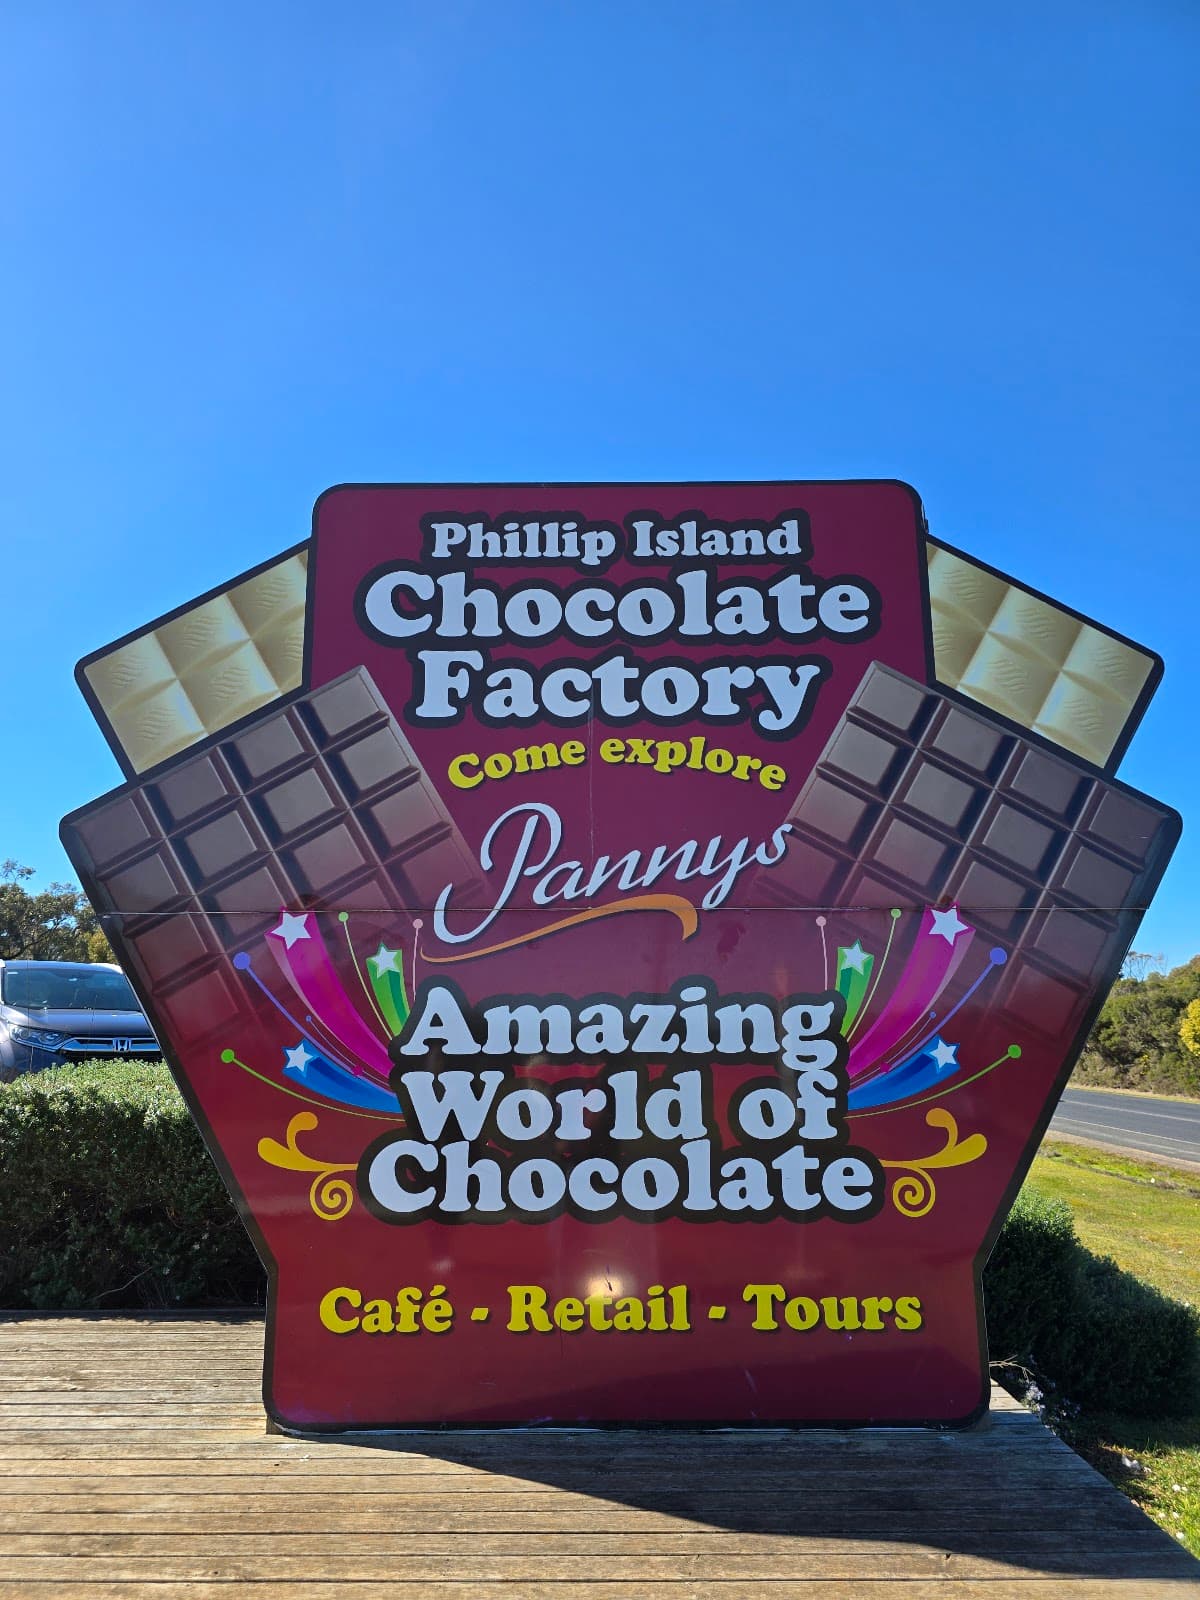 Phillip Island
Chocolate
Factory
Come explore
Pannys
Amazing
World of
Chocolate
Café - Retail - Tours